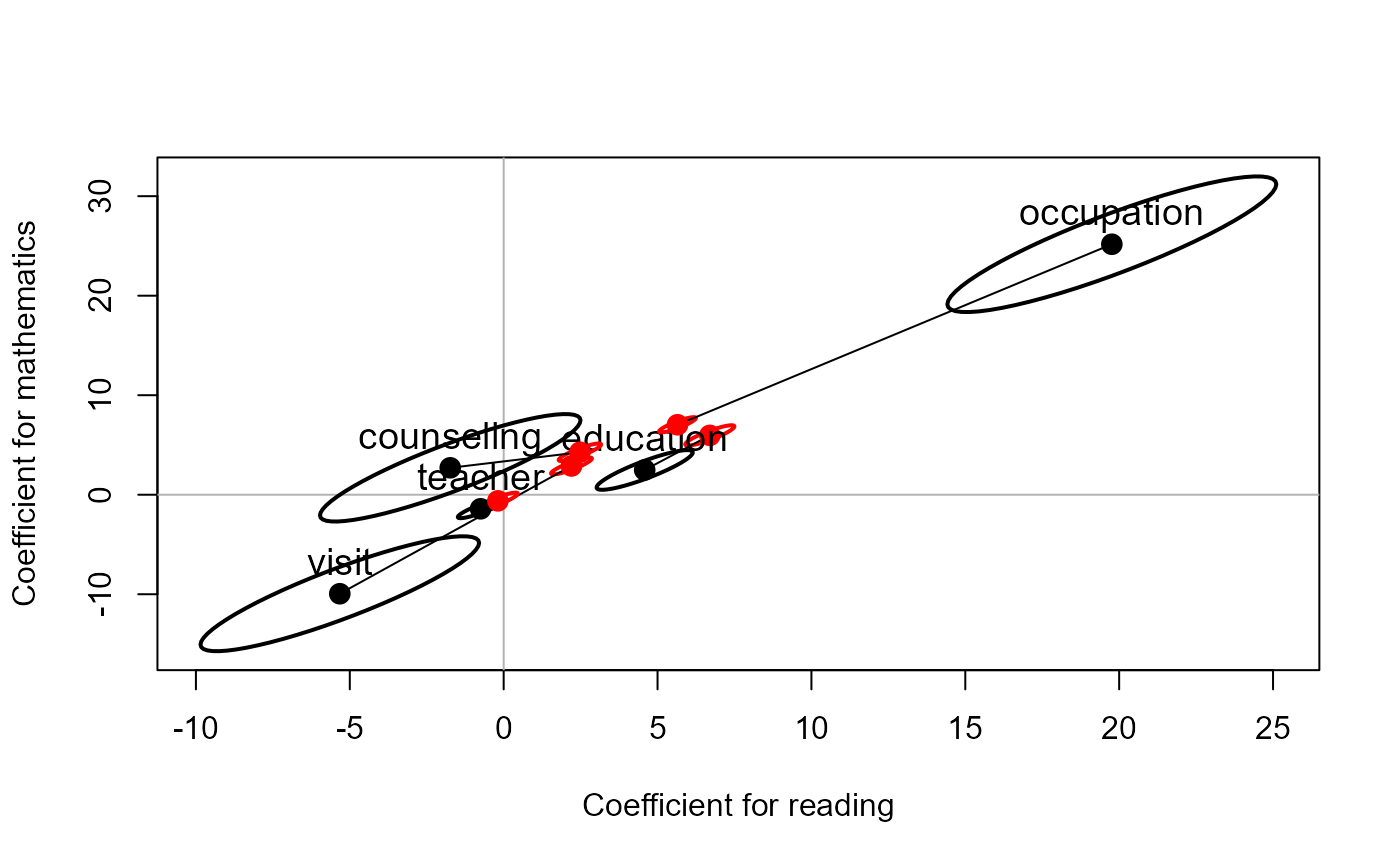 Coefficient for mathematics
30
20
10
0
-10
occupation
counseling
education
teacher
visit
-10 -5 0 5 10 15 20 25
Coefficient for reading